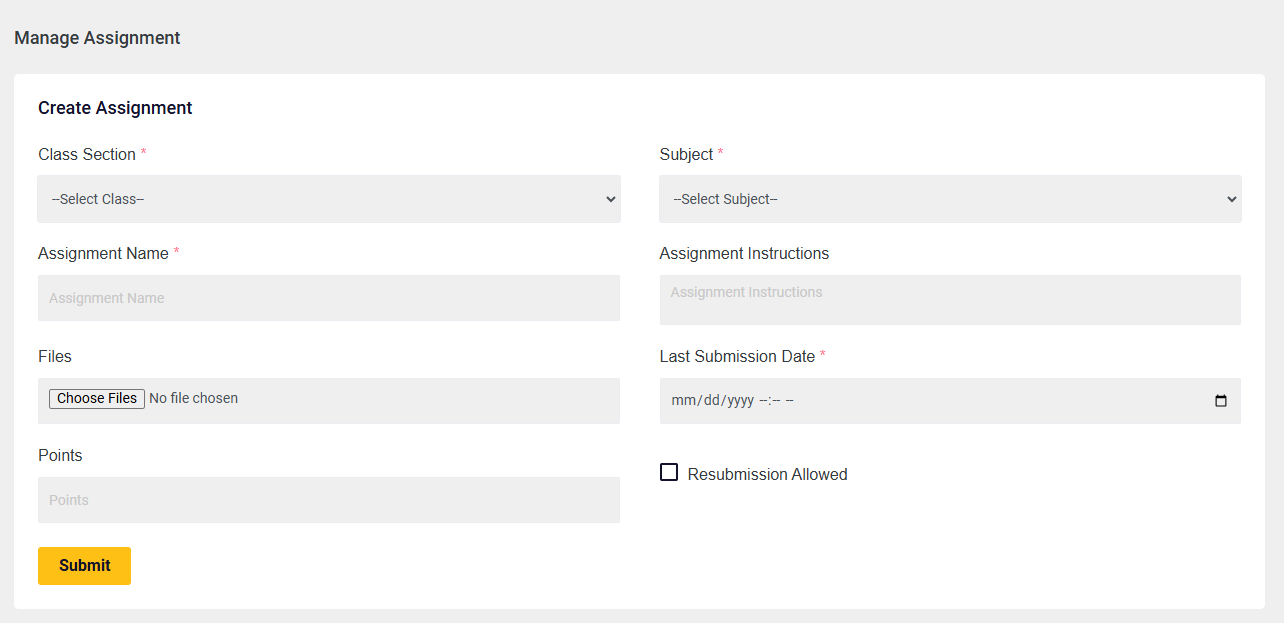 Manage Assignment
Create Assignment
Class Section *
Subject *
--Select Class--
--Select Subject--
Assignment Name *
Assignment Instructions
Assignment Name
Assignment Instructions
Files
Last Submission Date *
Choose Files No file chosen
mm/dd/yyyy --:-- --
Points
Resubmission Allowed
Points
Submit